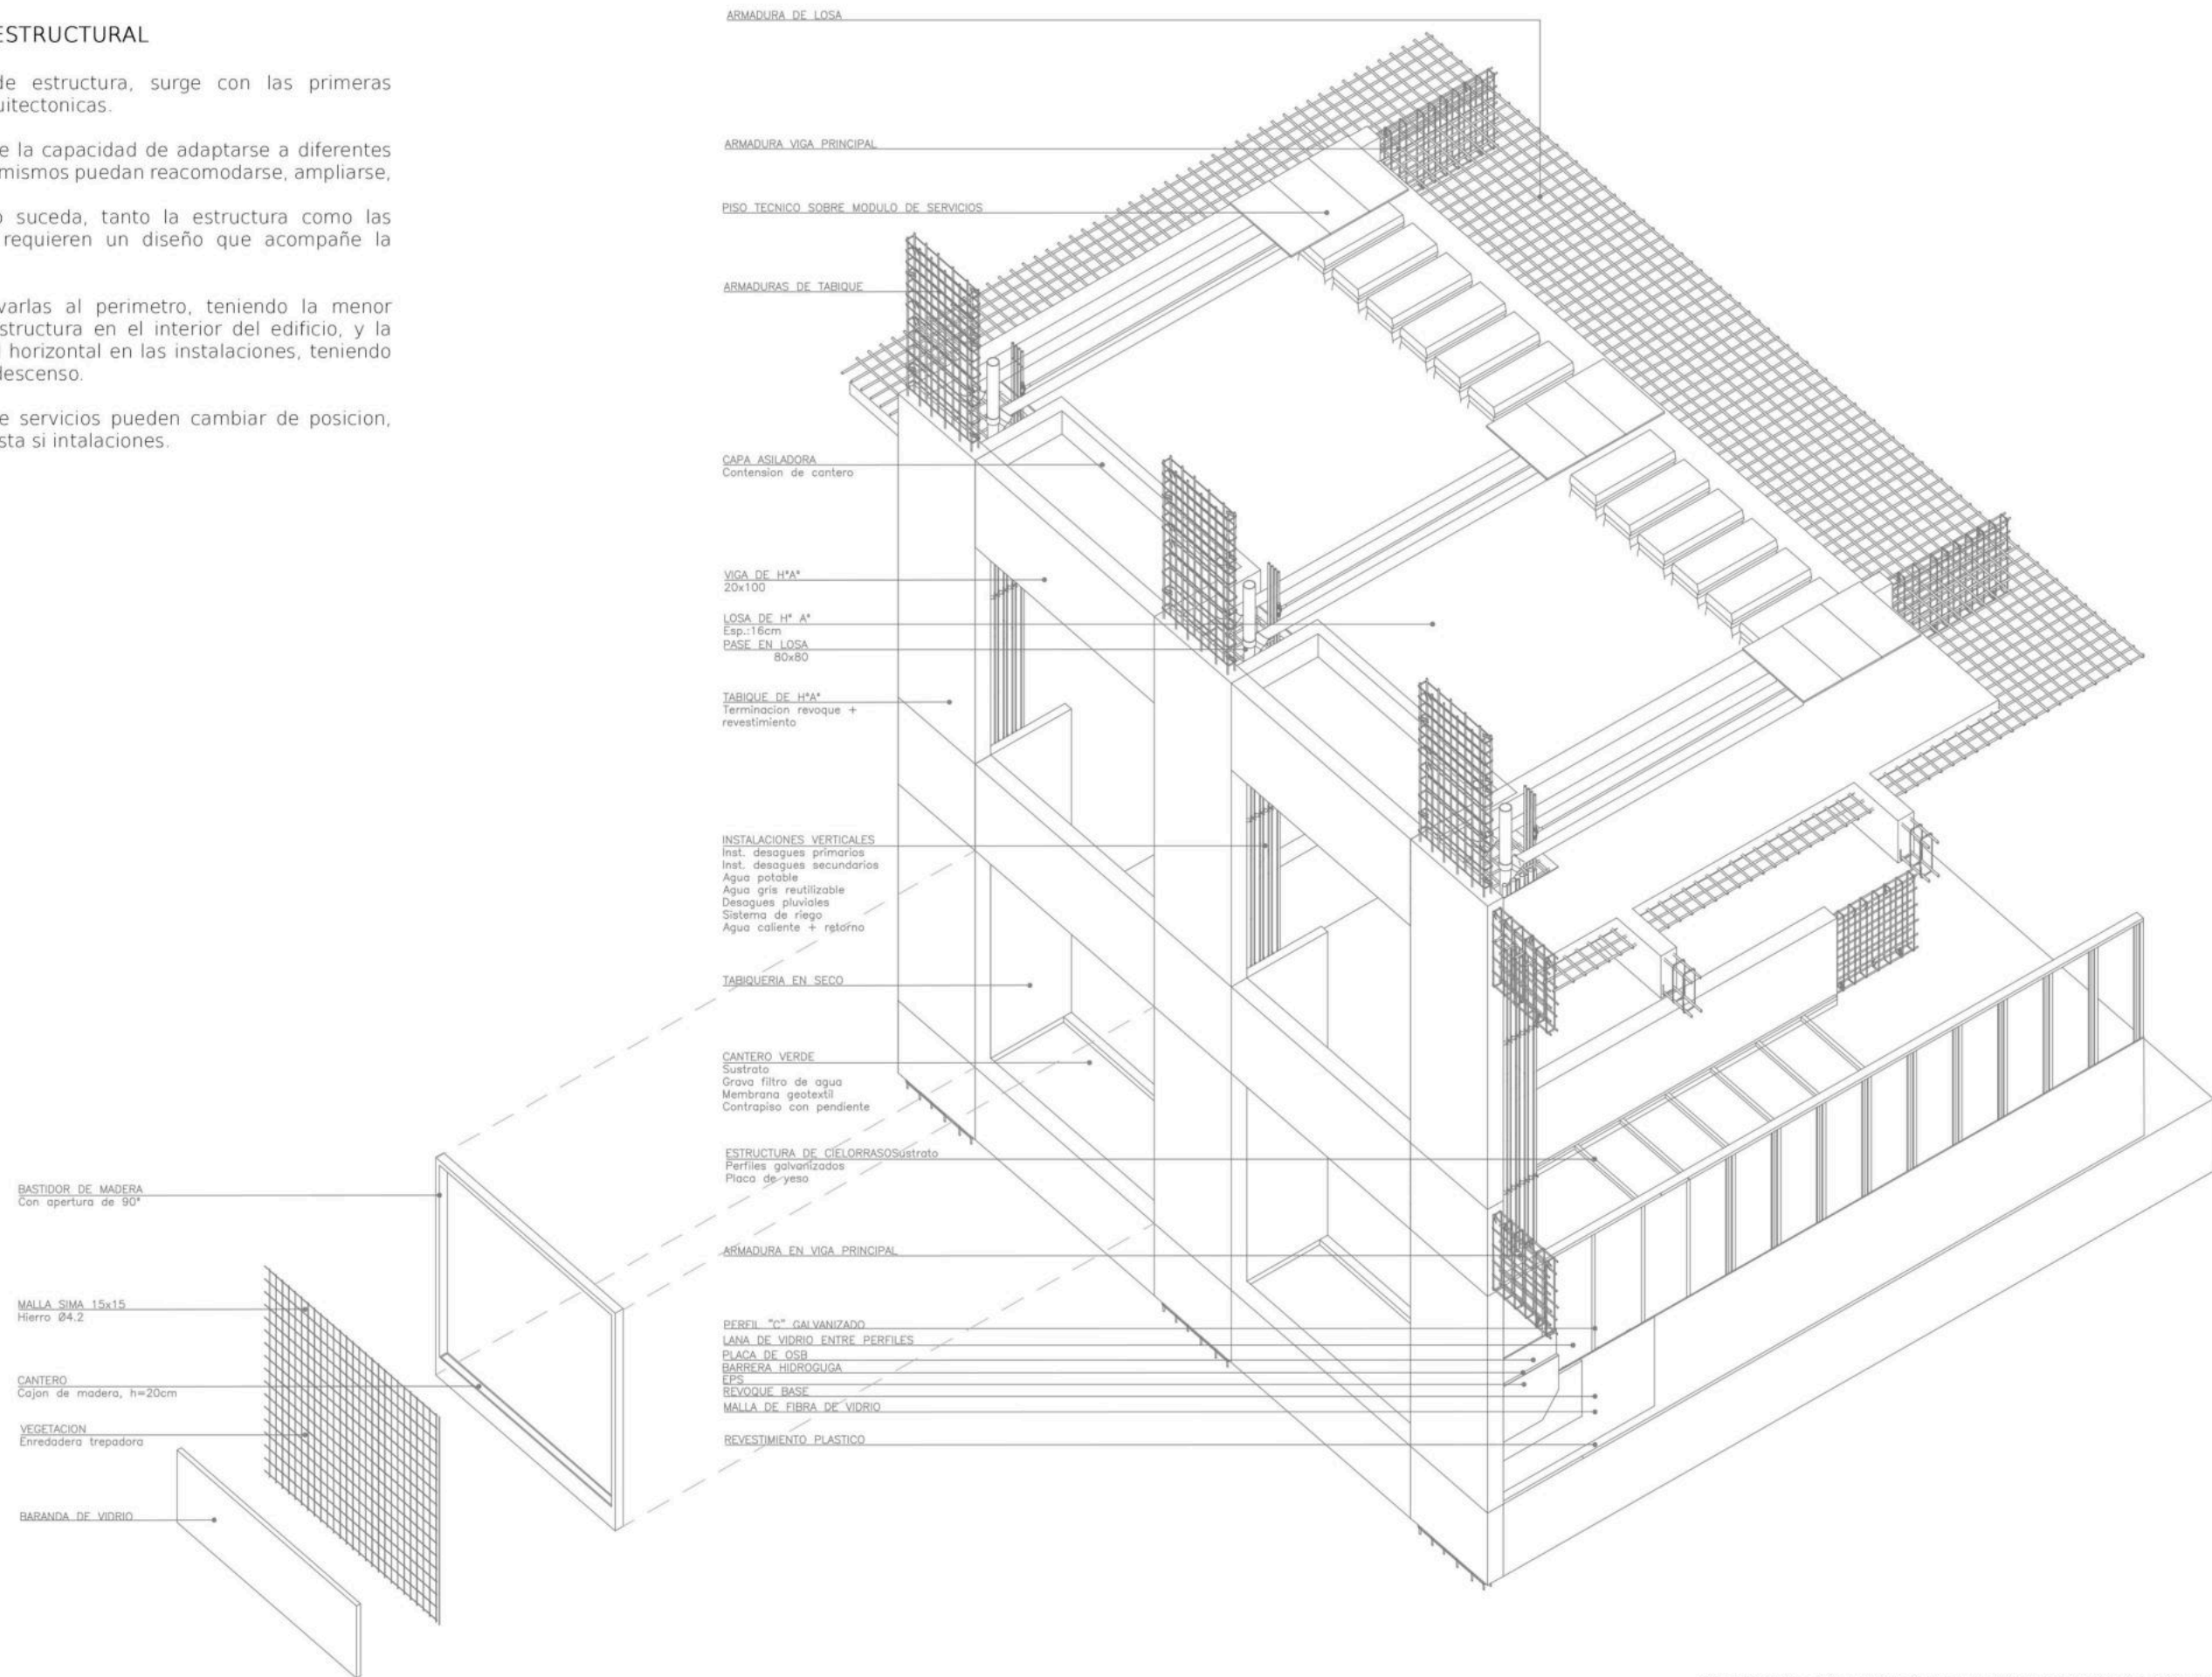 ESTRUCTURAL
de estructura, surge con las primeras
uitectonicas.
e la capacidad de adaptarse a diferentes
mismos puedan reacomodarse, ampliarse,
o suceda, tanto la estructura como las
requieren un diseño que acompañe la
varlas al perimetro, teniendo la menor
structura en el interior del edificio, y la
l horizontal en las instalaciones, teniendo
descenso.
e servicios pueden cambiar de posicion,
sta si intalaciones.
ARMADURA DE LOSA
ARMADURA VIGA PRINCIPAL
PISO TECNICO SOBRE MODULO DE SERVICIOS
ARMADURAS DE TABIQUE
CAPA ASILADORA
Contension de cantero
VIGA DE H°A°
20x100
LOSA DE H° A°
Esp.:16cm
PASE EN LOSA
80x80
TABIQUE DE H°A°
Terminacion revoque +
revestimiento
INSTALACIONES VERTICALES
Inst. desagues primarios
Inst. desagues secundarios
Agua potable
Agua gris reutilizable
Desagues pluviales
Sistema de riego
Agua caliente + retorno
TABIQUERIA EN SECO
CANTERO VERDE
Sustrato
Grava filtro de agua
Membrana geotextil
Contrapiso con pendiente
ESTRUCTURA DE CIELORRASOSustrato
Perfiles galvanizados
Placa de yeso
ARMADURA EN VIGA PRINCIPAL
PERFIL "C" GALVANIZADO
LANA DE VIDRIO ENTRE PERFILES
PLACA DE OSB
BARRERA HIDROGUGA
EPS
REVOQUE BASE
MALLA DE FIBRA DE VIDRIO
REVESTIMIENTO PLASTICO
BASTIDOR DE MADERA
Con apertura de 90°
MALLA SIMA 15x15
Hierro Ø4.2
CANTERO
Cajon de madera, h=20cm
VEGETACION
Enredadera trepadora
BARANDA DE VIDRIO